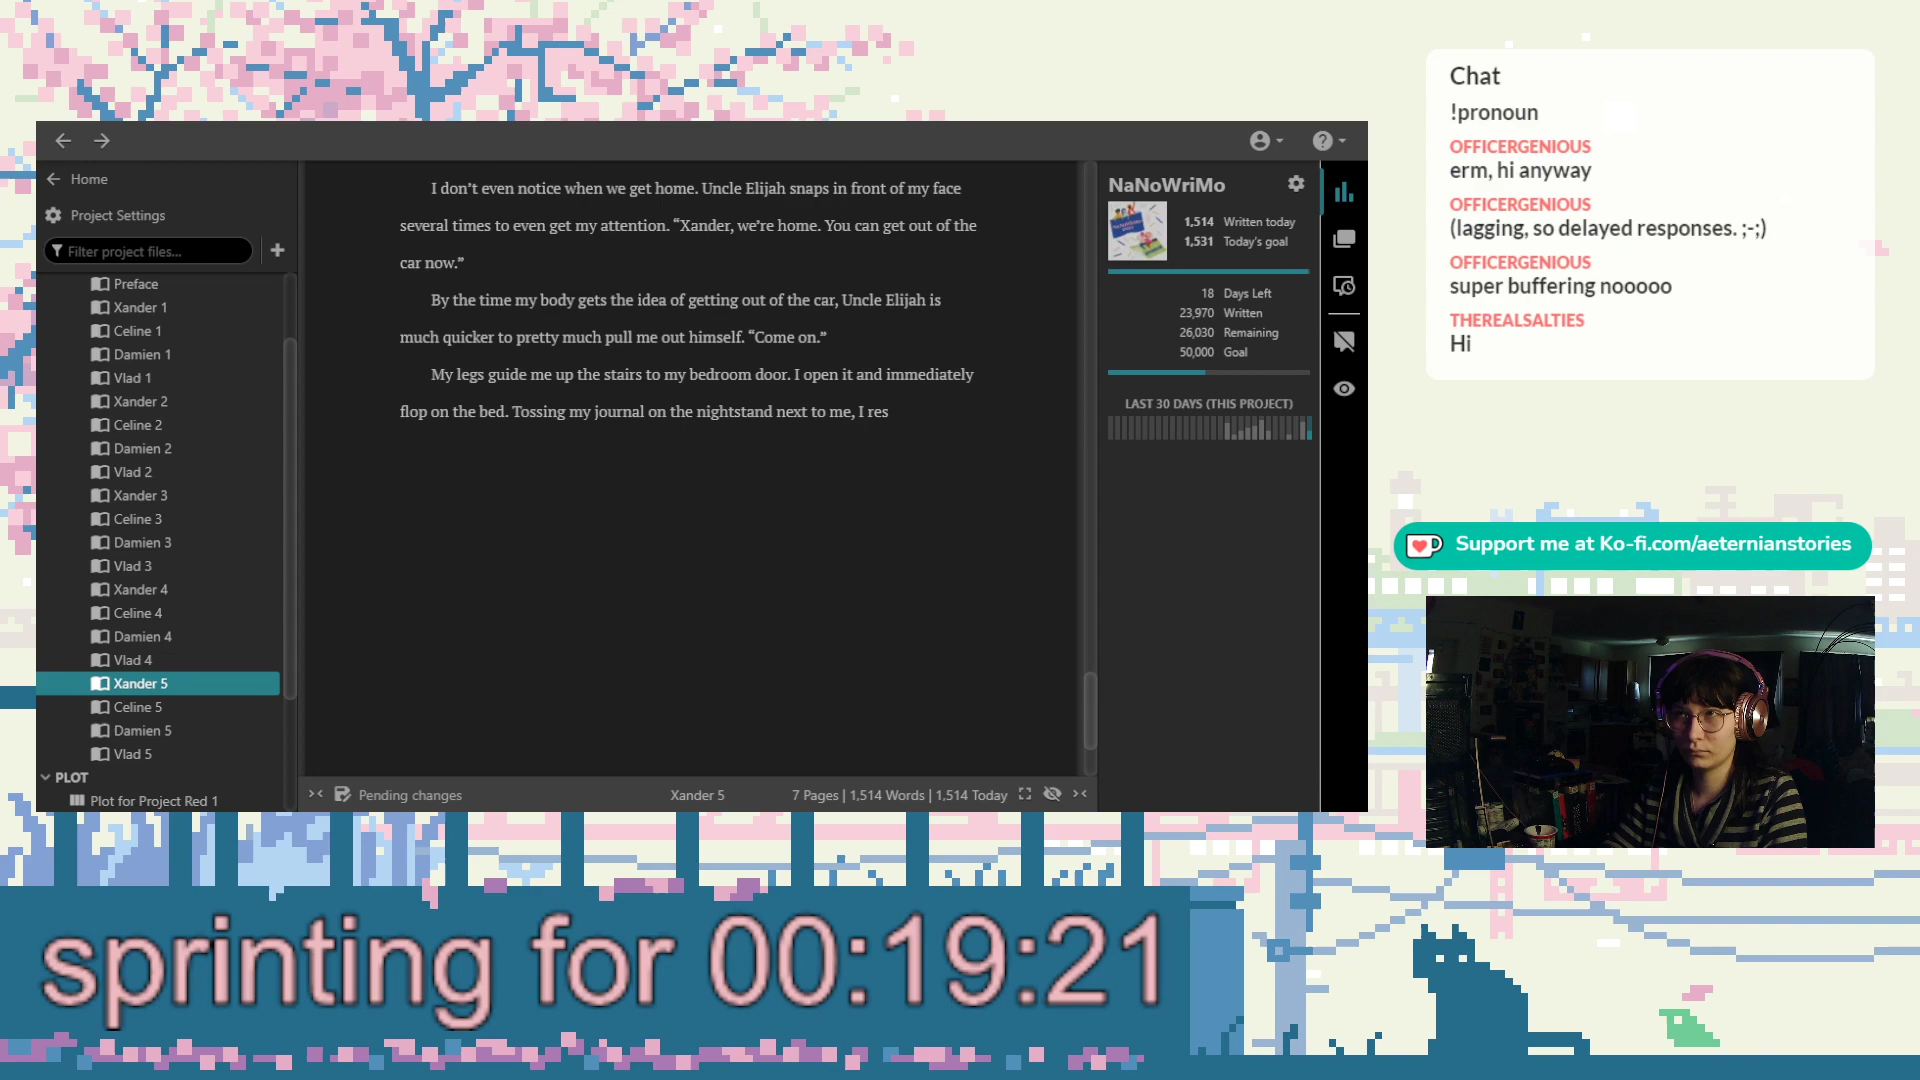 Home
Project Settings
Filter project files...
Preface
Xander 1
Celine 1
Damien 1
Vlad 1
Xander 2
Celine 2
Damien 2
Vlad 2
Xander 3
Celine 3
Damien 3
Vlad 3
Xander 4
Celine 4
Damien 4
Vlad 4
Xander 5
Celine 5
Damien 5
Vlad 5
PLOT
Plot for Project Red 1
I don’t even notice when we get home. Uncle Elijah snaps in front of my face
several times to even get my attention. “Xander, we’re home. You can get out of the
car now.”
By the time my body gets the idea of getting out of the car, Uncle Elijah is
much quicker to pretty much pull me out himself. “Come on.”
My legs guide me up the stairs to my bedroom door. I open it and immediately
flop on the bed. Tossing my journal on the nightstand next to me, I res
Pending changes
Xander 5
7 Pages | 1,514 Words | 1,514 Today
NaNoWriMo
1,514 Written today
1,531 Today's goal
18 Days Left
23,970 Written
26,030 Remaining
50,000 Goal
LAST 30 DAYS (THIS PROJECT)
Chat
!pronoun
OFFICERGENIOUS
erm, hi anyway
OFFICERGENIOUS
(lagging, so delayed responses. ;-;)
OFFICERGENIOUS
super buffering nooooo
THEREALSALTIES
Hi
Support me at Ko-fi.com/aeternianstories
sprinting for 00:19:21